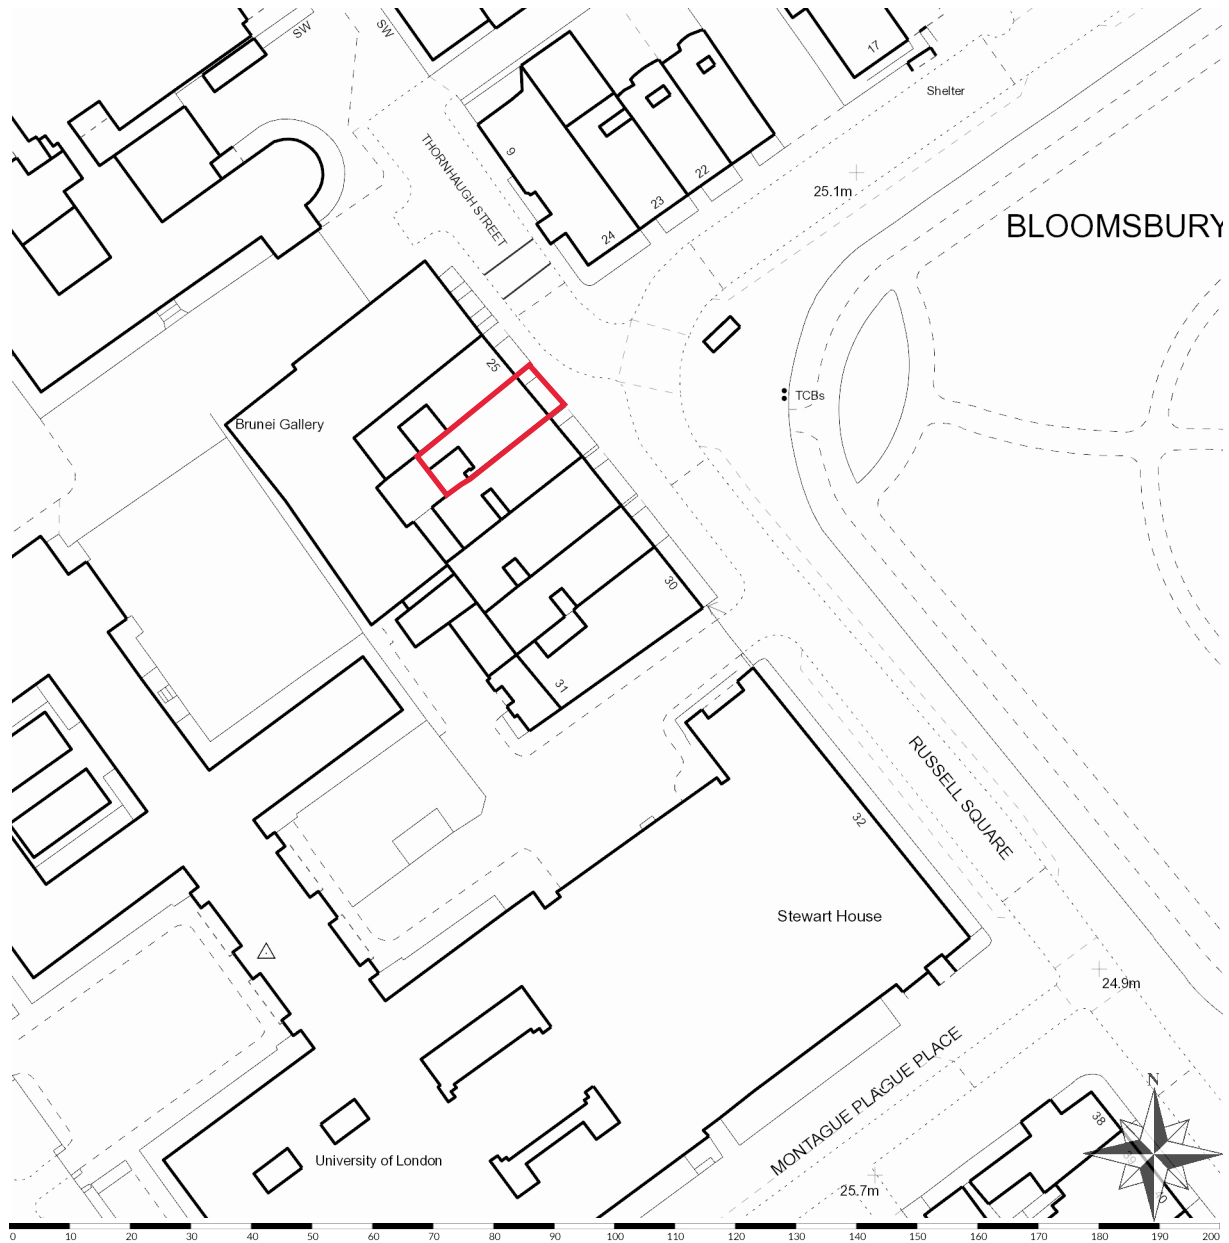 SW
SW
17
Shelter
THORNHAUGH STREET
9
22
23
24
25.1m
BLOOMSBURY
25
TCBs
Brunei Gallery
30
31
RUSSELL SQUARE
32
Stewart House
24.9m
MONTAGUE PLAGUE PLACE
N
38
University of London
25.7m
0 10 20 30 40 50 60 70 80 90 100 110 120 130 140 150 160 170 180 190 200